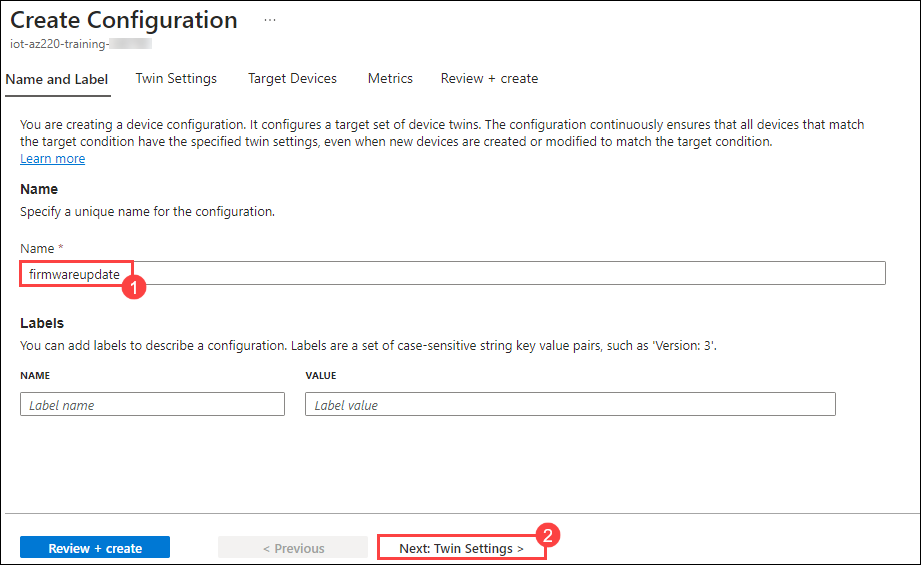 Create Configuration ...
iot-az220-training-
Name and Label Twin Settings Target Devices Metrics Review + create
You are creating a device configuration. It configures a target set of device twins. The configuration continuously ensures that all devices that match
the target condition have the specified twin settings, even when new devices are created or modified to match the target condition.
Learn more
Name
Specify a unique name for the configuration.
Name *
firmwareupdate
1
Labels
You can add labels to describe a configuration. Labels are a set of case-sensitive string key value pairs, such as 'Version: 3'.
NAME VALUE
Label name Label value
2
Review + create < Previous Next: Twin Settings >